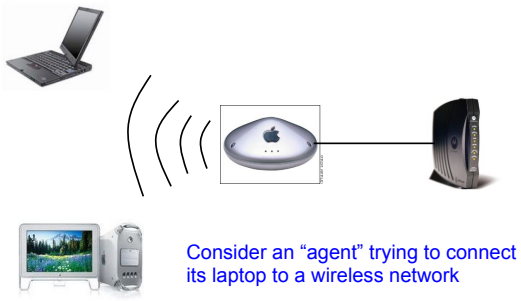 Consider an “agent” trying to connect
its laptop to a wireless network